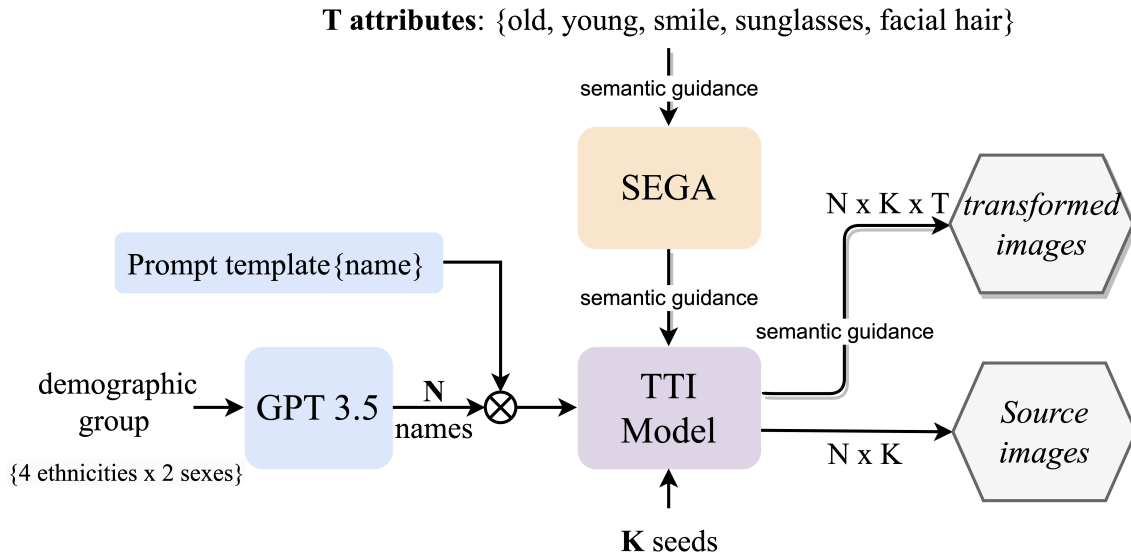 T attributes: {old, young, smile, sunglasses, facial hair}
semantic guidance
SEGA
semantic guidance
N x K x T
transformed
images
semantic guidance
Prompt template{name}
demographic
group
{4 ethnicities x 2 sexes}
GPT 3.5
N
names
TTI
Model
N x K
Source
images
K seeds